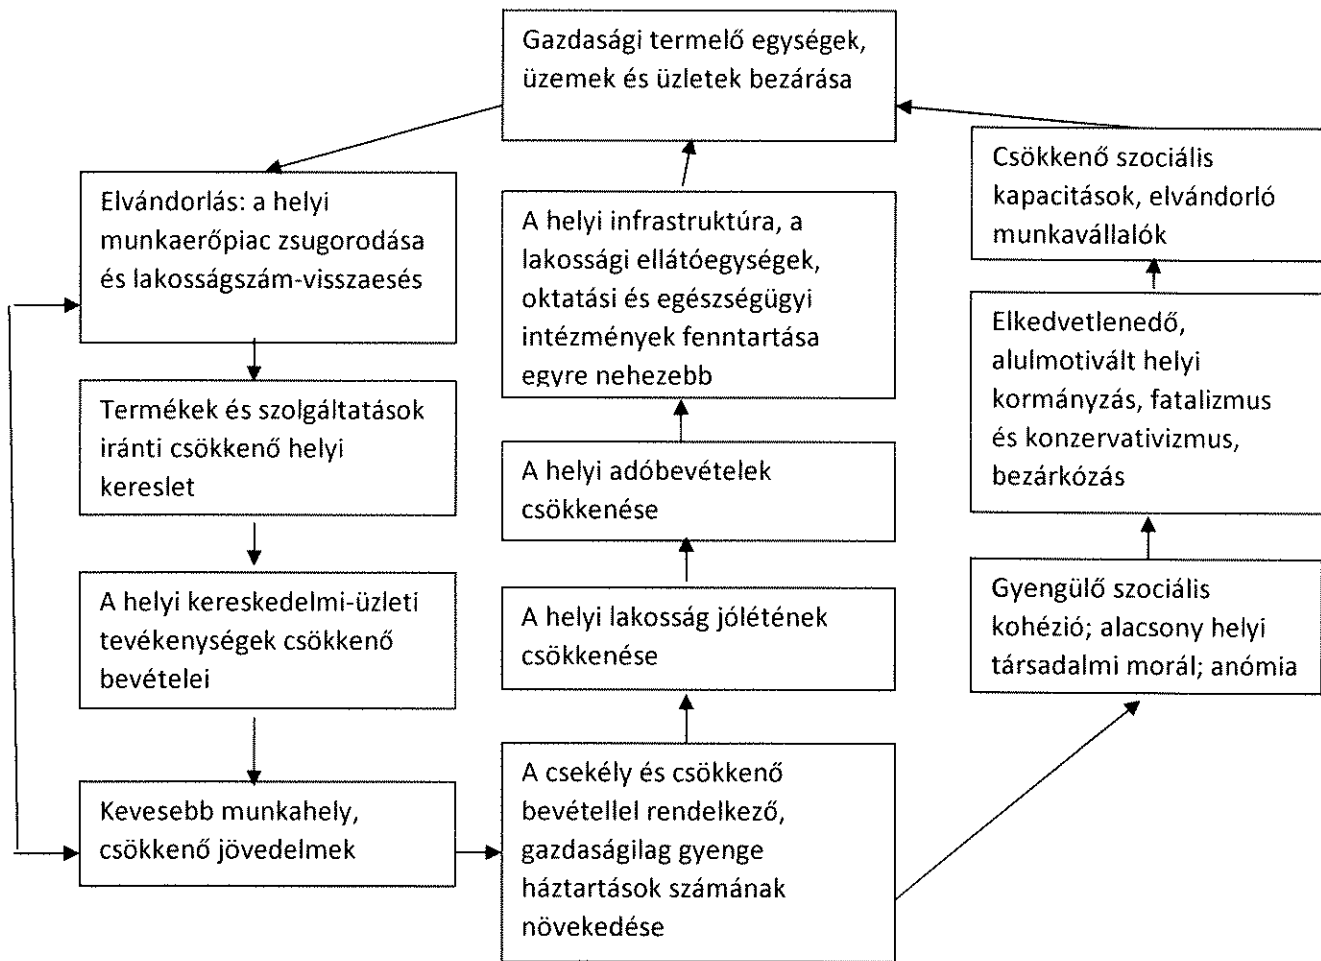 Gazdasági termelő egységek,
üzemek és üzletek bezárása
Elvándorlás: a helyi
munkaerőpiac zsugorodása
és lakosságszám-visszaesés
Termékek és szolgáltatások
iránti csökkenő helyi
kereslet
A helyi kereskedelmi-üzleti
tevékenységek csökkenő
bevételei
Kevesebb munkahely,
csökkenő jövedelmek
A helyi infrastruktúra, a
lakossági ellátóegységek,
oktatási és egészségügyi
intézmények fenntartása
egyre nehezebb
A helyi adóbevételek
csökkenése
A helyi lakosság jólétének
csökkenése
A csekély és csökkenő
bevétellel rendelkező,
gazdaságilag gyenge
háztartások számának
növekedése
Csökkenő szociális
kapacitások, elvándorló
munkavállalók
Elkedvetlenedő,
alulmotivált helyi
kormányzás, fatalizmus
és konzervativizmus,
bezárkózás
Gyengülő szociális
kohézió; alacsony helyi
társadalmi morál; anómia